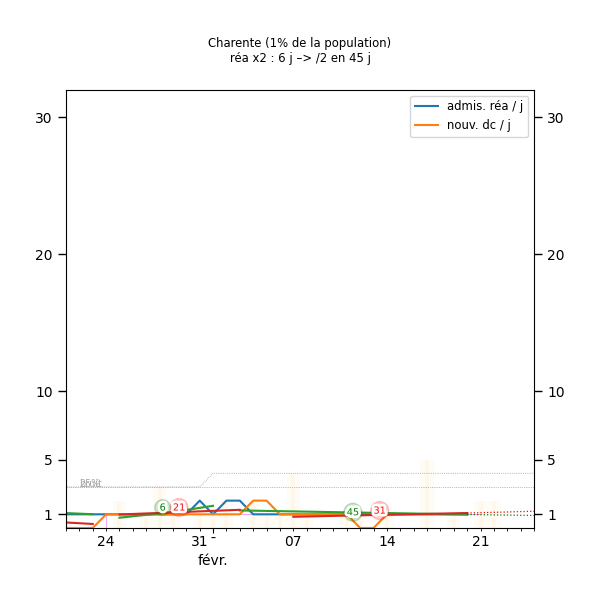 Charente (1% de la population)
réa x2 : 6 j –> /2 en 45 j
admis. réa / j
nouv. dc / j
30 30
20 20
10 10
5 5
6 21 45 31
1 1
24 31 - 07 14 21
févr.